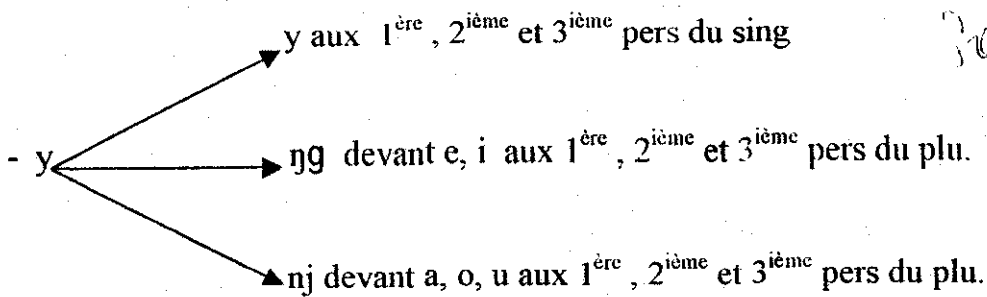 y aux 1ère , 2ième et 3ième pers du sing
- y
ŋg devant e, i aux 1ère , 2ième et 3ième pers du plu.
nj devant a, o, u aux 1ère , 2ième et 3ième pers du plu.